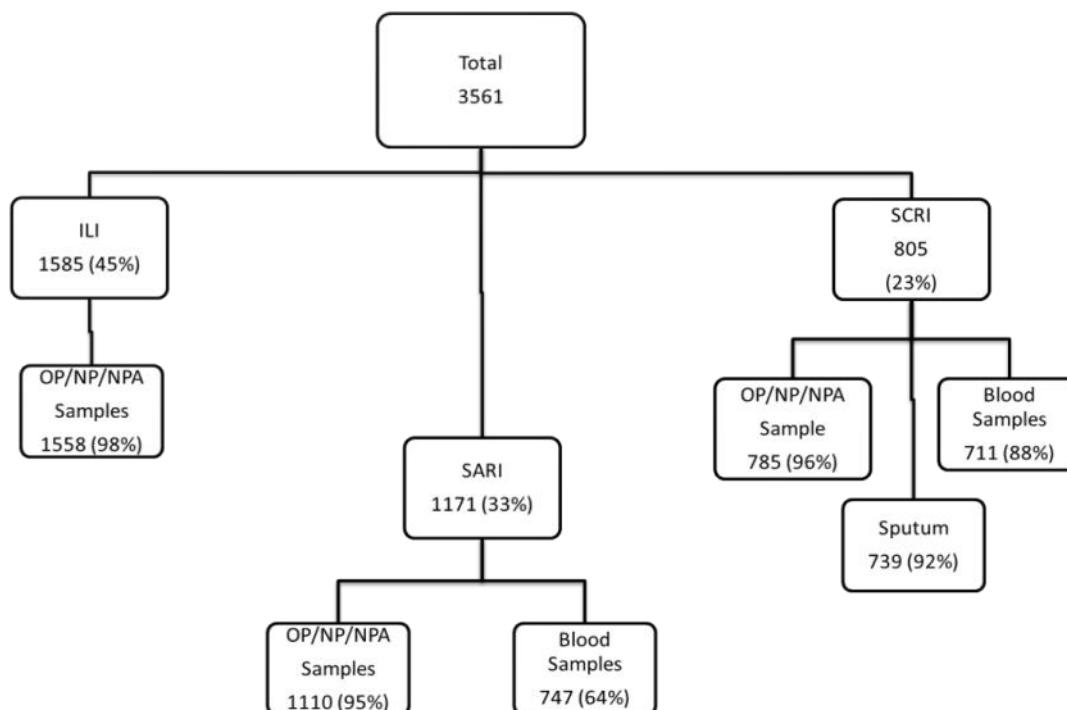 Total
3561
ILI
1585 (45%)
OP/NP/NPA
Samples
1558 (98%)
SARI
1171 (33%)
OP/NP/NPA
Samples
1110 (95%)
Blood
Samples
747 (64%)
SCRI
805
(23%)
OP/NP/NPA
Sample
785 (96%)
Sputum
739 (92%)
Blood
Samples
711 (88%)